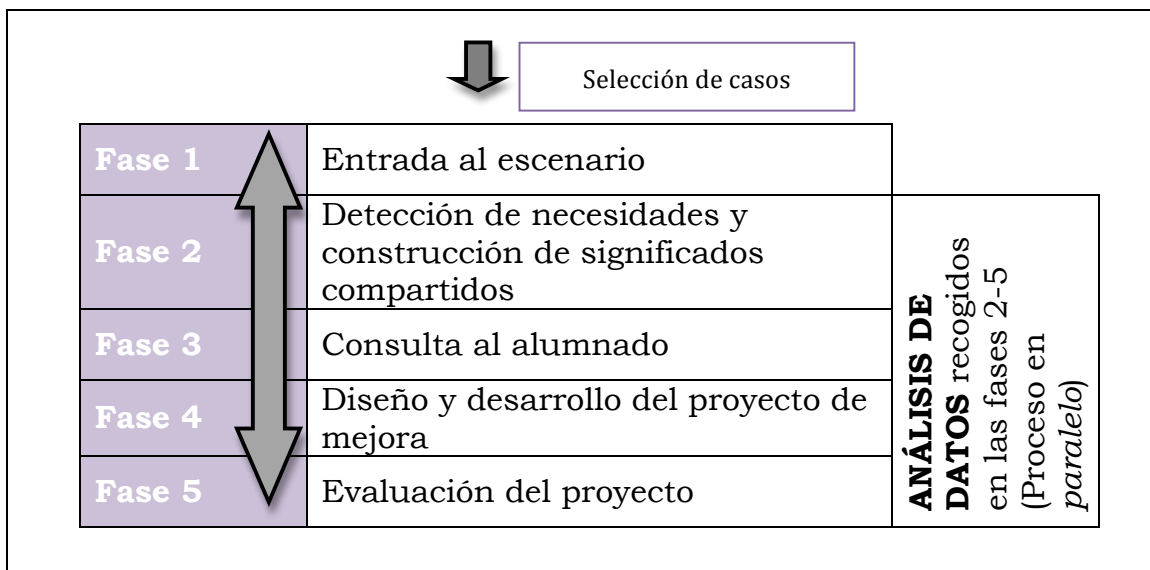 Selección de casos
Fase 1
Entrada al escenario
Fase 2
Detección de necesidades y
construcción de significados
compartidos
Fase 3
Consulta al alumnado
Fase 4
Diseño y desarrollo del proyecto de
mejora
Fase 5
Evaluación del proyecto
ANÁLISIS DE
DATOS recogidos
en las fases 2-5
(Proceso en
paralelo)